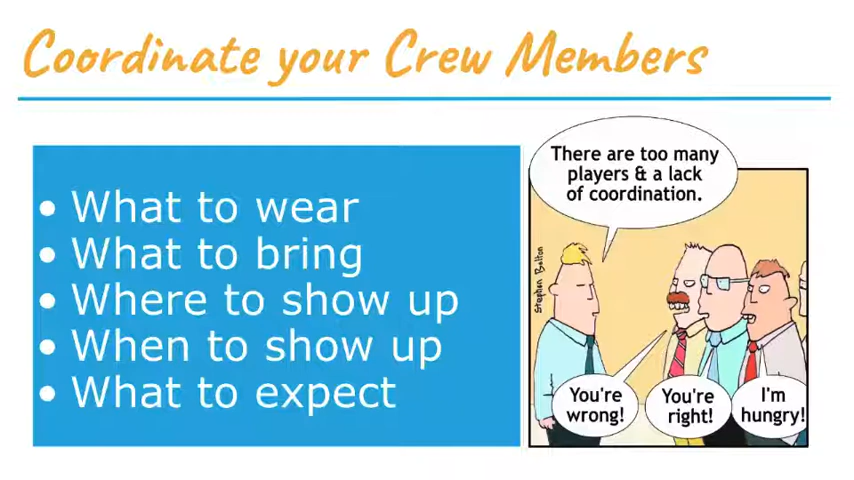 Coordinate your Crew Members
• What to wear
• What to bring
• Where to show up
• When to show up
• What to expect
There are too many
players & a lack
of coordination.
Stephen Bolton
You're
wrong!
You're
right!
I'm
hungry!